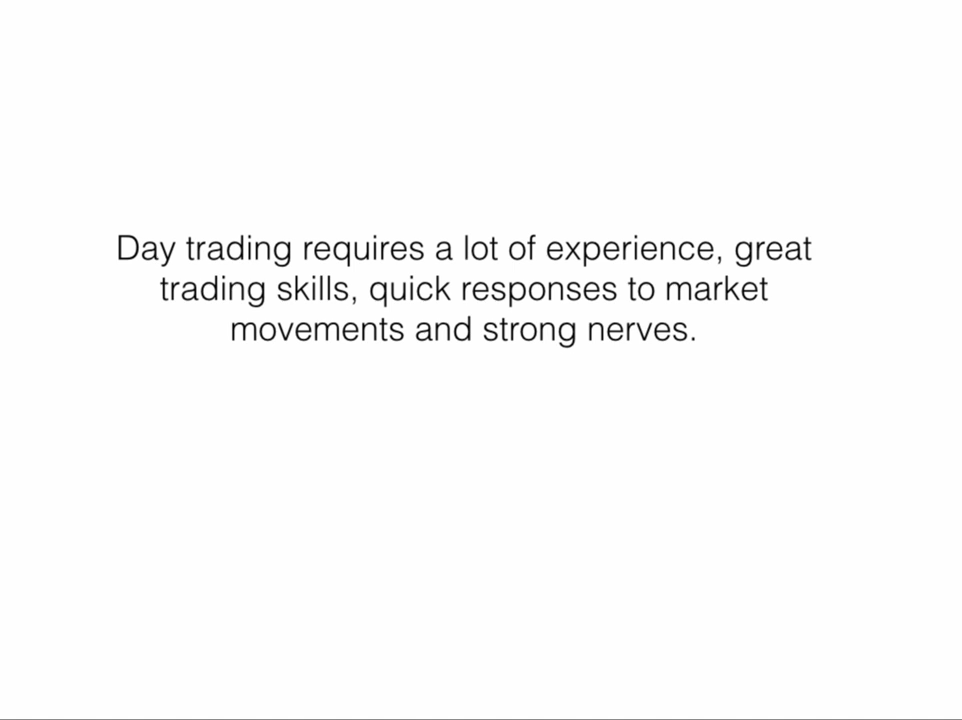 Day trading requires a lot of experience, great
trading skills, quick responses to market
movements and strong nerves.